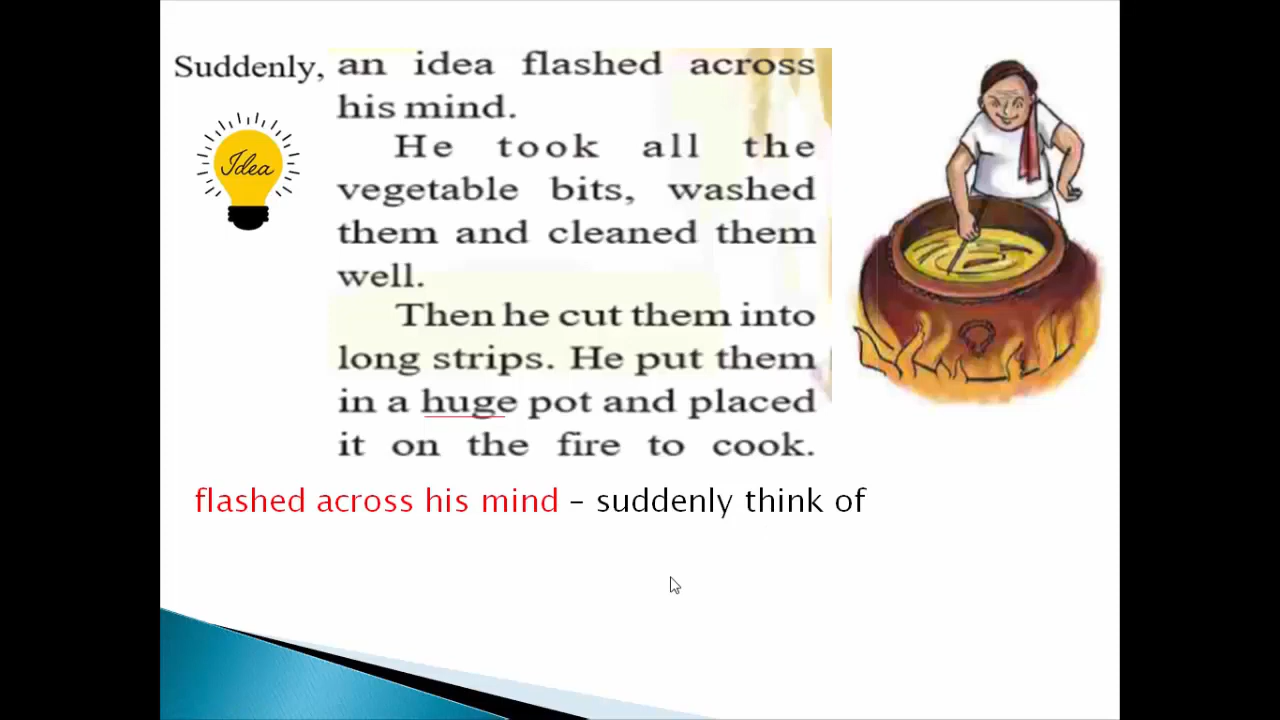 Suddenly, an idea flashed across
his mind.
Idea
He took all the
vegetable bits, washed
them and cleaned them
well.
Then he cut them into
long strips. He put them
in a huge pot and placed
it on the fire to cook.
flashed across his mind – suddenly think of